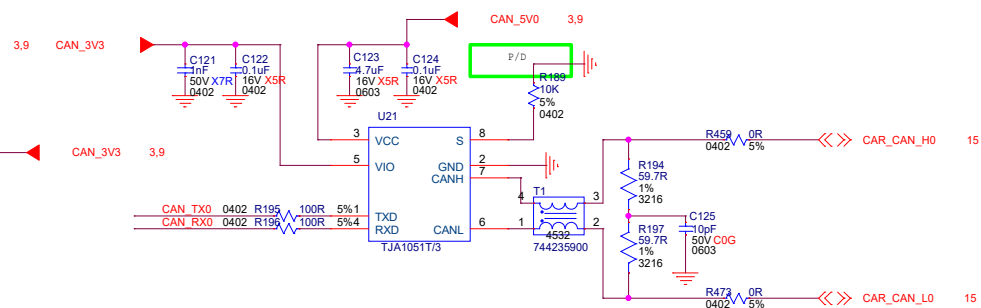 CAN_5V0 3,9
3,9 CAN_3V3
P/D
C121
1nF
50V X7R
0402
C122
0.1uF
16V X5R
0402
C123
4.7uF
16V X5R
0603
C124
0.1uF
16V X5R
0402
R189
10K
5%
0402
U21
3 VCC S 8
5 VIO GND 2
CANH 7
CAN_3V3 3,9
CAN_TX0 0402 R195 100R 5% 1 TXD
CAN_RX0 0402 R196 100R 5% 4 RXD CANL 6
TJA1051T/3
T1
4 3
1 2
4532
744235900
R459 0R
0402 5%
CAR_CAN_H0 15
R194
59.7R
1%
3216
C125
10pF
50V C0G
0603
R197
59.7R
1%
3216
R473 0R
0402 5%
CAR_CAN_L0 15